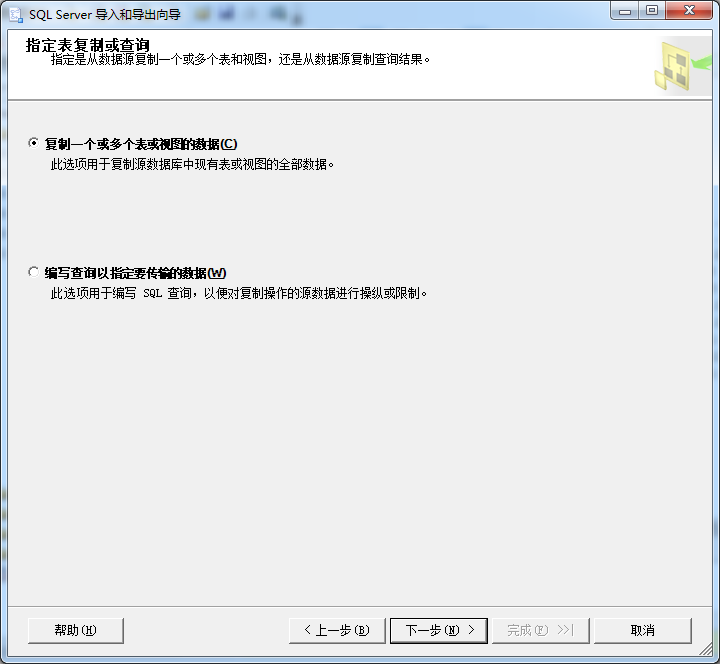 SQL Server 导入和导出向导
指定表复制或查询
指定是从数据源复制一个或多个表和视图，还是从数据源复制查询结果。
复制一个或多个表或视图的数据(C)
此选项用于复制源数据库中现有表或视图的全部数据。
编写查询以指定要传输的数据(W)
此选项用于编写 SQL 查询，以便对复制操作的源数据进行操纵或限制。
帮助(H) < 上一步(B) 下一步(N) > 完成(F) >>| 取消